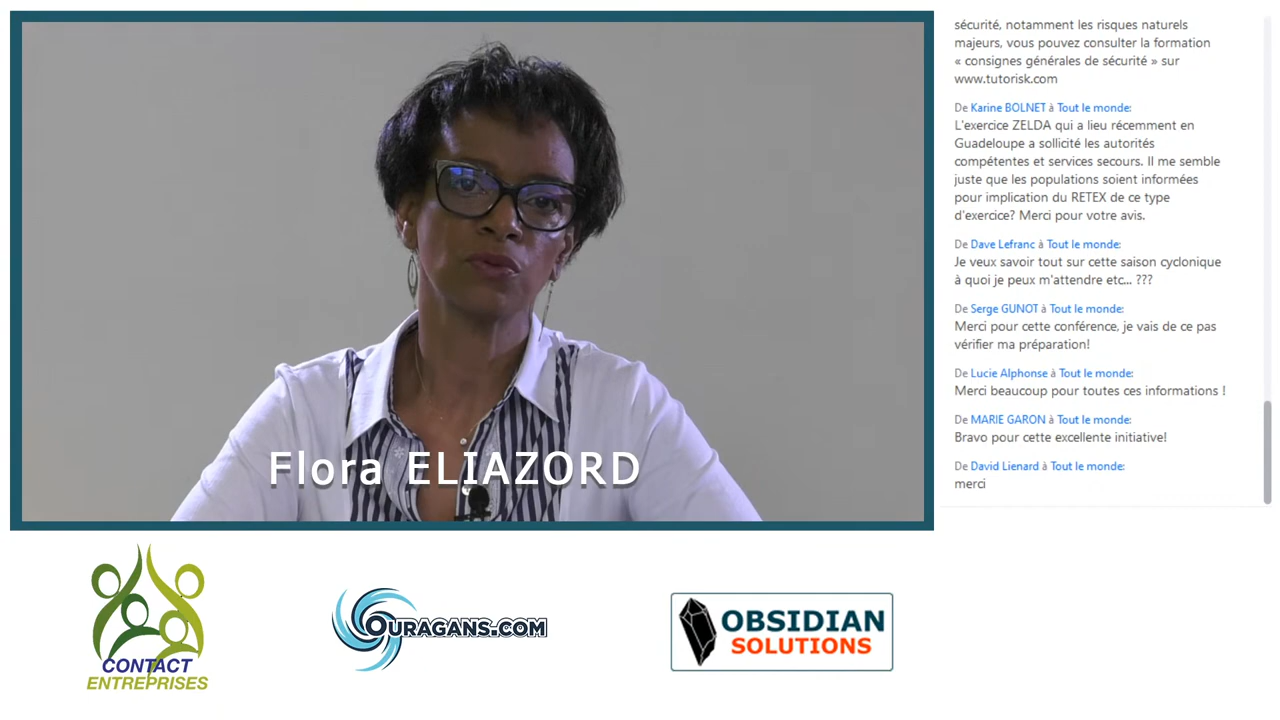 Flora ELIAZORD
CONTACT
ENTREPRISES
OURAGANS.COM
OBSIDIAN
SOLUTIONS
sécurité, notamment les risques naturels
majeurs, vous pouvez consulter la formation
« consignes générales de sécurité » sur
www.tutorisk.com
De Karine BOLNET à Tout le monde:
L'exercice ZELDA qui a lieu récemment en
Guadeloupe a sollicité les autorités
compétentes et services secours. Il me semble
juste que les populations soient informées
pour implication du RETEX de ce type
d'exercice? Merci pour votre avis.
De Dave Lefranc à Tout le monde:
Je veux savoir tout sur cette saison cyclonique
à quoi je peux m'attendre etc... ???
De Serge GUNOT à Tout le monde:
Merci pour cette conférence, je vais de ce pas
vérifier ma préparation!
De Lucie Alphonse à Tout le monde:
Merci beaucoup pour toutes ces informations !
De MARIE GARON à Tout le monde:
Bravo pour cette excellente initiative!
De David Lienard à Tout le monde:
merci